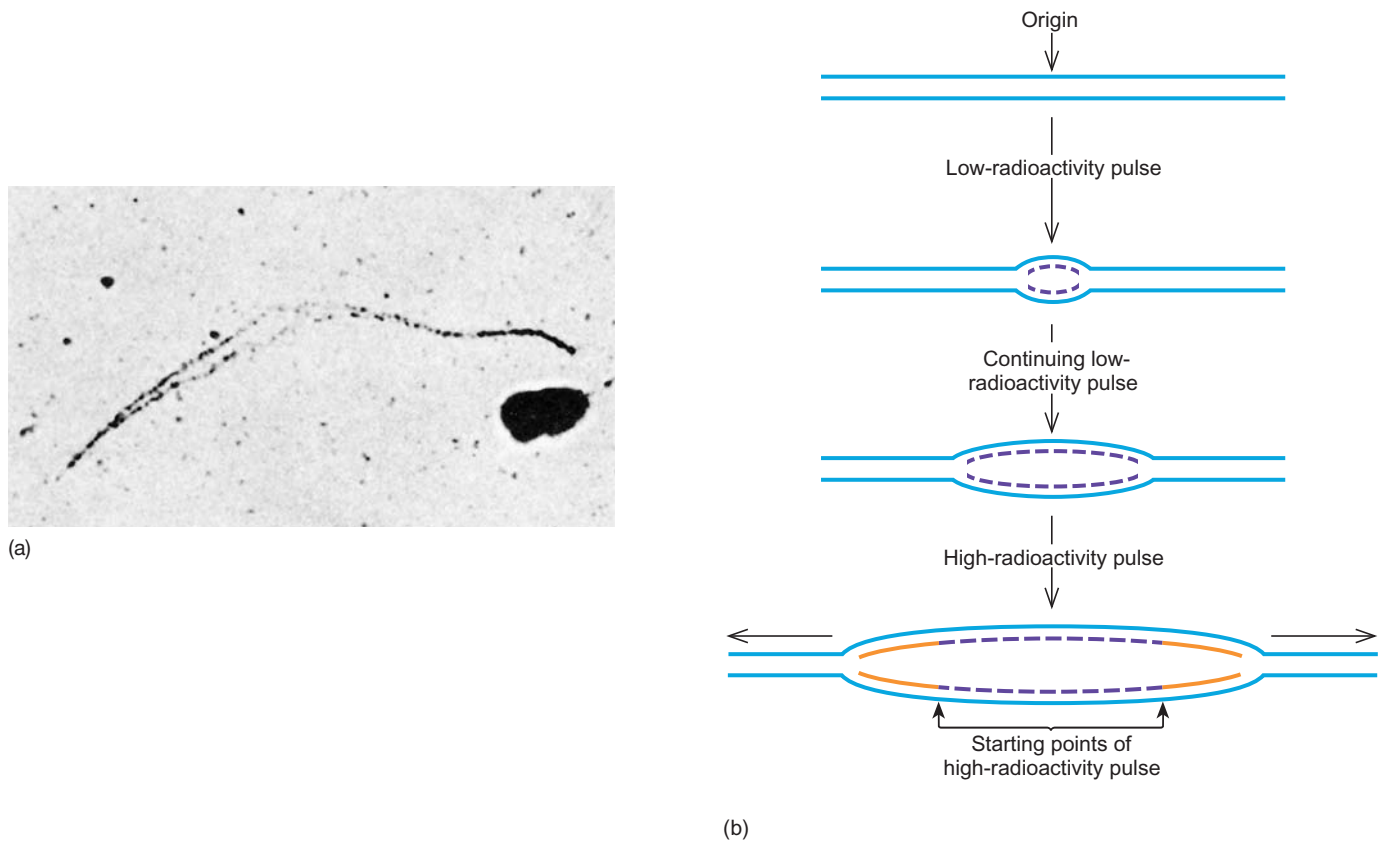 (a)
Origin
Low-radioactivity pulse
Continuing low-
radioactivity pulse
High-radioactivity pulse
Starting points of
high-radioactivity pulse
(b)